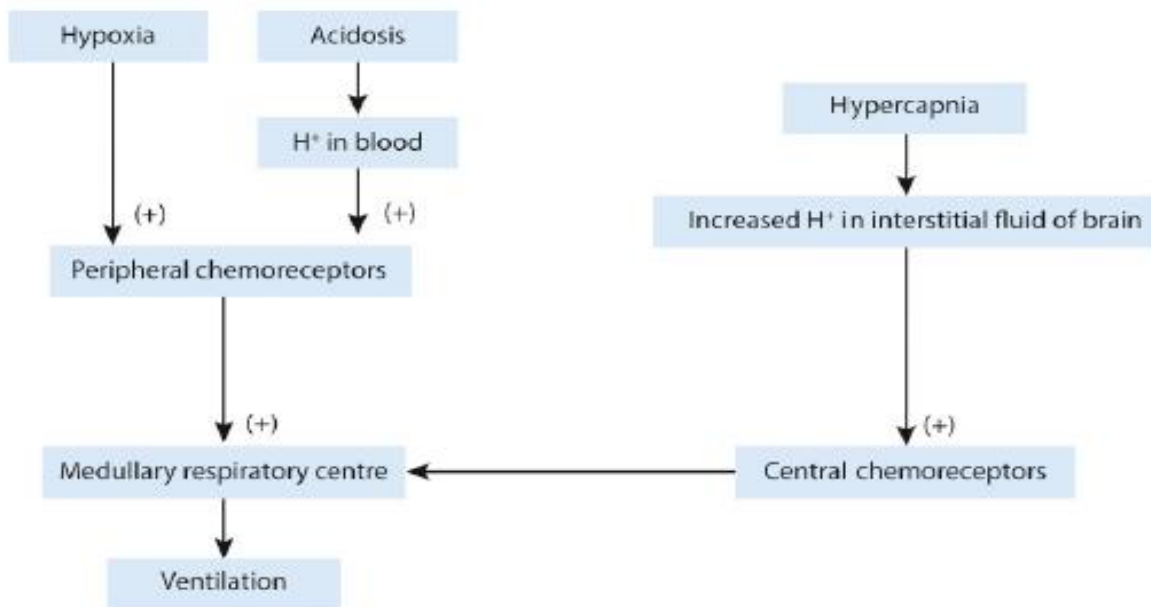 Hypoxia
Acidosis
Hypercapnia
H⁺ in blood
(+)
(+)
Increased H⁺ in interstitial fluid of brain
Peripheral chemoreceptors
(+)
(+)
Medullary respiratory centre
Central chemoreceptors
Ventilation